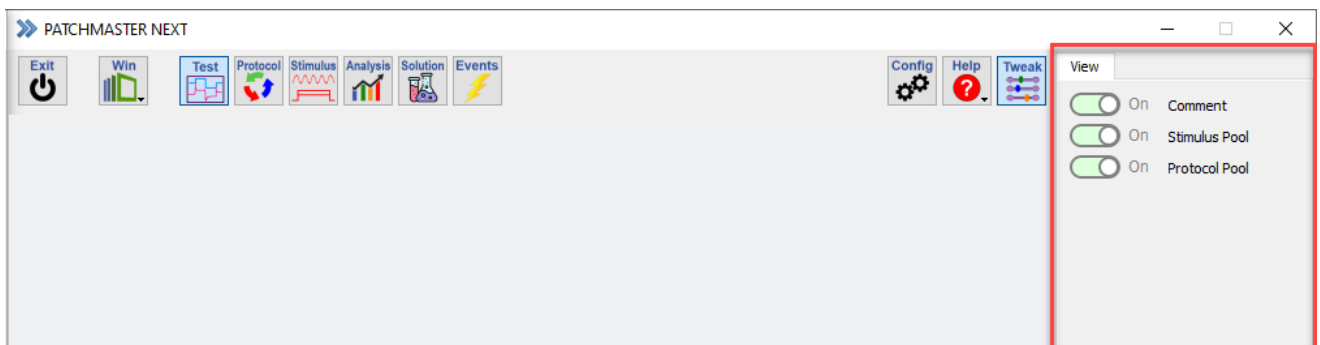 PATCHMASTER NEXT
Exit Win Test Protocol Stimulus Analysis Solution Events Config Help Tweak
View
On Comment
On Stimulus Pool
On Protocol Pool